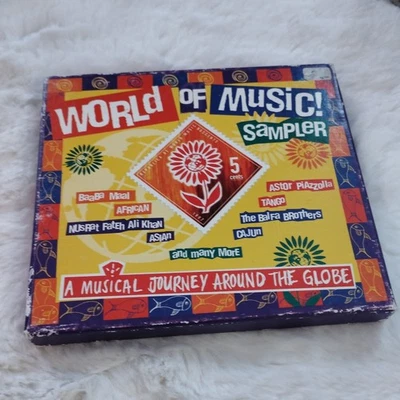 WORLD OF MUSIC!
SAMPLER
5
cents
Baaba Maal
AFRICAN
Nusret Fateh Ali Khan
ASIAN
Astor Piazzolla
TANGO
The Balfa Brothers
CAJUN
and many More
A MUSICAL JOURNEY AROUND THE GLOBE